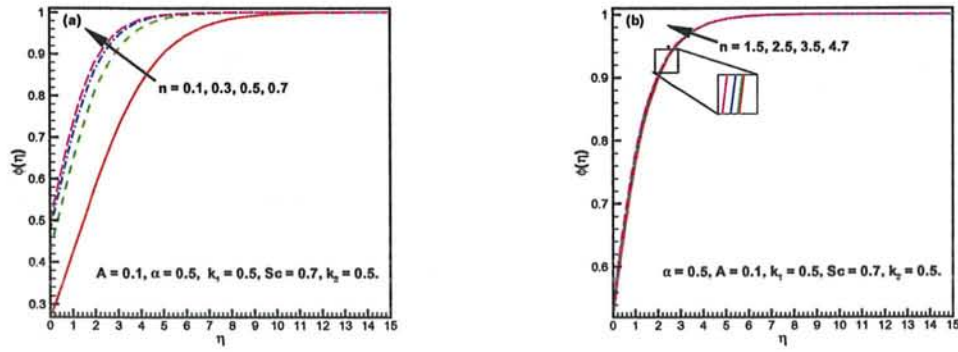 (a)
n = 0.1, 0.3, 0.5, 0.7
A = 0.1, α = 0.5, k₁ = 0.5, Sc = 0.7, k₂ = 0.5.
ϕ(η)
1
0.9
0.8
0.7
0.6
0.5
0.4
0.3
0 1 2 3 4 5 6 7 8 9 10 11 12 13 14 15
η
(b)
n = 1.5, 2.5, 3.5, 4.7
α = 0.5, A = 0.1, k₁ = 0.5, Sc = 0.7, k₂ = 0.5.
ϕ(η)
1
0.9
0.8
0.7
0.6
0 1 2 3 4 5 6 7 8 9 10 11 12 13 14 15
η